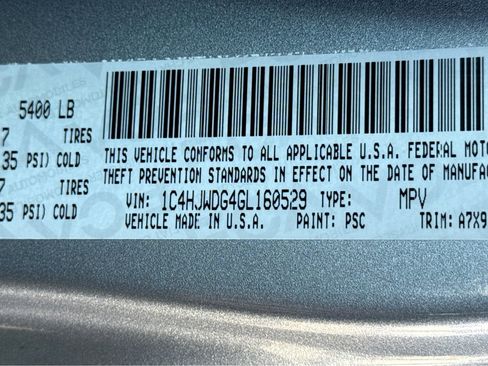 5400 LB
7 TIRES
35 PSI) COLD
7 TIRES
35 PSI) COLD
THIS VEHICLE CONFORMS TO ALL APPLICABLE U.S.A. FEDERAL MOTO
THEFT PREVENTION STANDARDS IN EFFECT ON THE DATE OF MANUFAC
VIN: 1C4HJWDG4GL160529 TYPE: MPV
VEHICLE MADE IN U.S.A. PAINT: PSC TRIM: A7X9